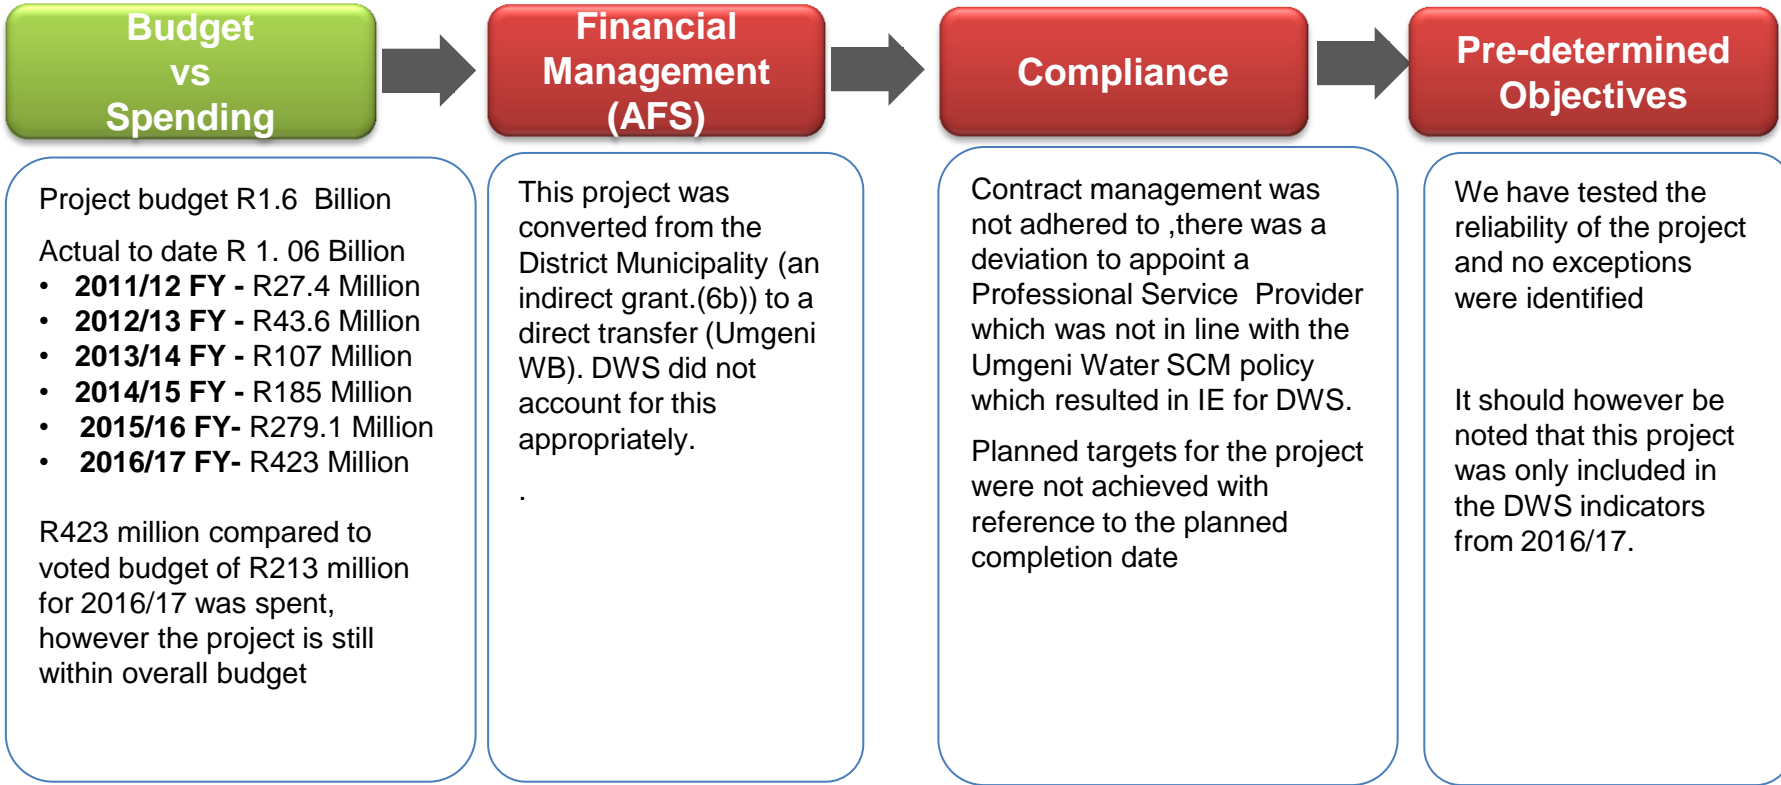 Budget
vs
Spending
Project budget R1.6  Billion
Actual to date R 1. 06 Billion
• 2011/12 FY - R27.4 Million
• 2012/13 FY - R43.6 Million
• 2013/14 FY - R107 Million
• 2014/15 FY - R185 Million
• 2015/16 FY- R279.1 Million
• 2016/17 FY- R423 Million
R423 million compared to
voted budget of R213 million
for 2016/17 was spent,
however the project is still
within overall budget
Financial
Management
(AFS)
This project was
converted from the
District Municipality (an
indirect grant.(6b)) to a
direct transfer (Umgeni
WB). DWS did not
account for this
appropriately.
.
Compliance
Contract management was
not adhered to ,there was a
deviation to appoint a
Professional Service  Provider
which was not in line with the
Umgeni Water SCM policy
which resulted in IE for DWS.
Planned targets for the project
were not achieved with
reference to the planned
completion date
Pre-determined
Objectives
We have tested the
reliability of the project
and no exceptions
were identified
It should however be
noted that this project
was only included in
the DWS indicators
from 2016/17.